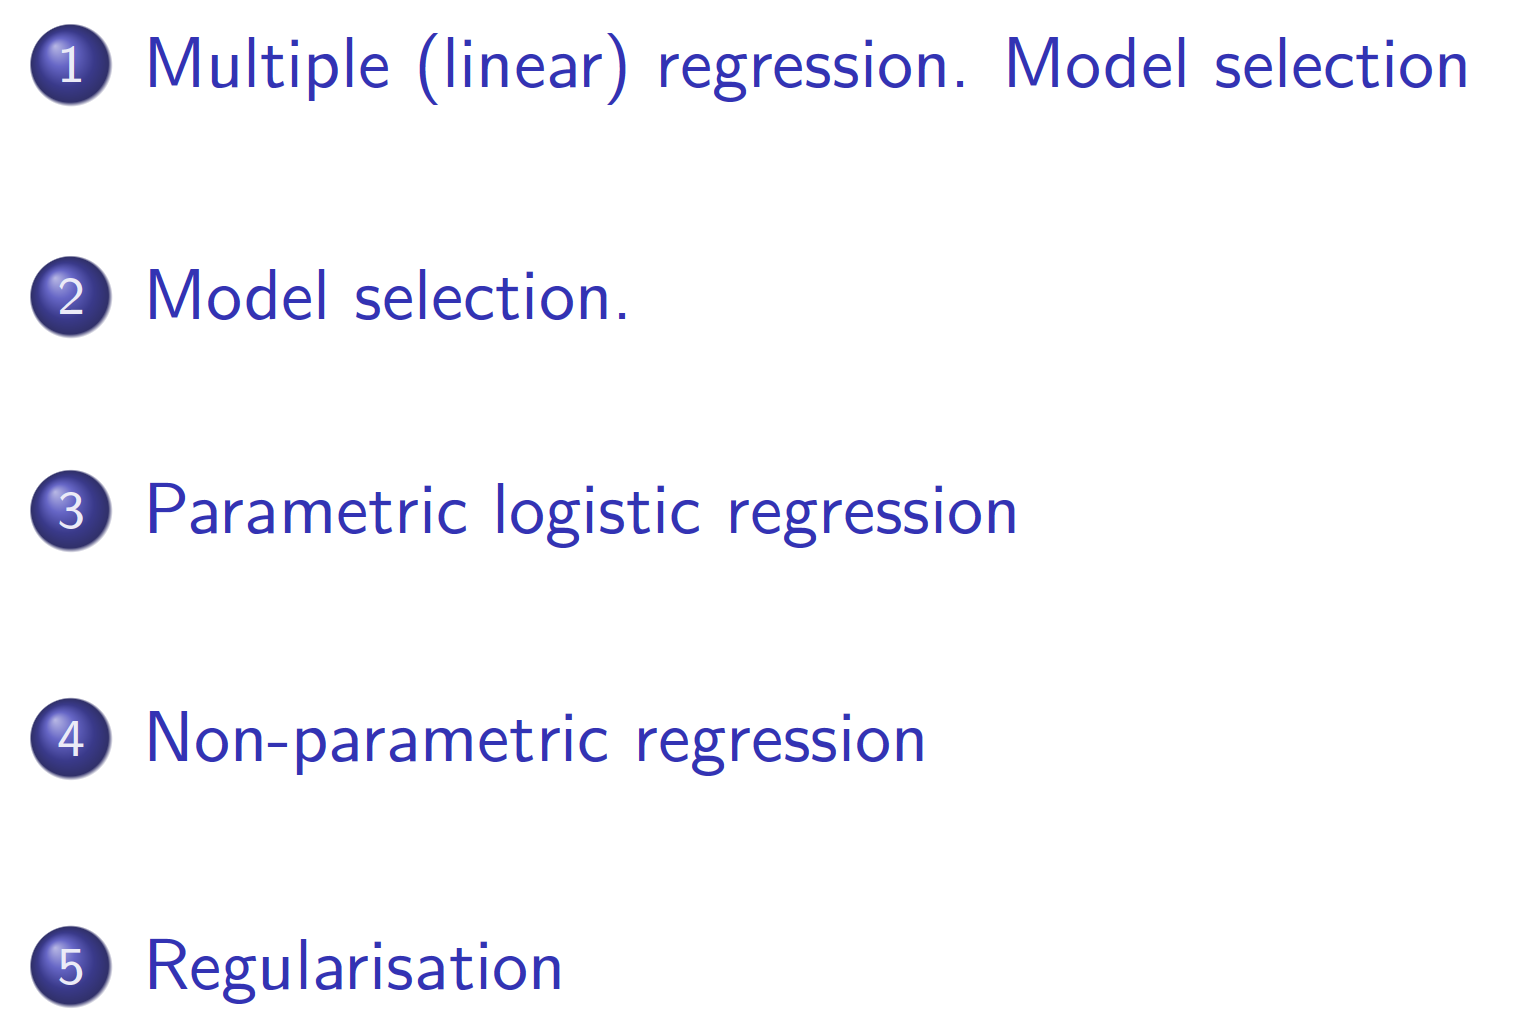 1 Multiple (linear) regression. Model selection
2 Model selection.
3 Parametric logistic regression
4 Non-parametric regression
5 Regularisation